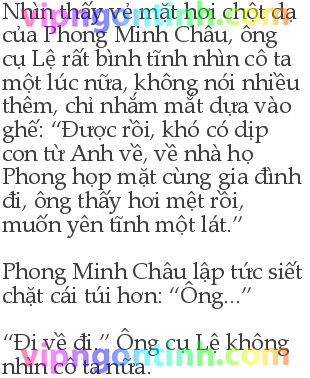 Nhìn thấy vẻ mặt hơi chột dạ
của Phong Minh Châu, ông
cụ Lệ rất bình tĩnh nhìn cô ta
một lúc nữa, không nói nhiều
thêm, chỉ nhắm mắt dựa vào
ghế: “Được rồi, khó có dịp
con từ Anh về, về nhà họ
Phong họp mặt cùng gia đình
đi, ông thấy hơi mệt rồi,
muốn yên tĩnh một lát.”
Phong Minh Châu lập tức siết
chặt cái túi hơn: “Ông...”
“Đi về đi.” Ông cụ Lệ không
nhìn cô ta nữa.
vipngontinh.com
vipngontinh.com